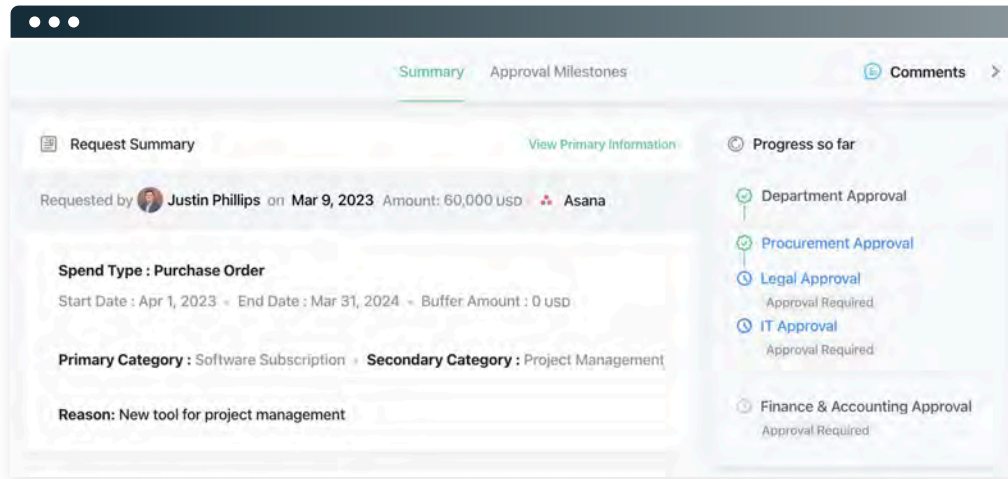 Summary Approval Milestones Comments
Request Summary View Primary Information
Requested by Justin Phillips on Mar 9, 2023 Amount: 60,000 USD Asana
Spend Type : Purchase Order
Start Date : Apr 1, 2023 • End Date : Mar 31, 2024 • Buffer Amount : 0 USD
Primary Category : Software Subscription • Secondary Category : Project Management
Reason: New tool for project management
Progress so far
Department Approval
Procurement Approval
Legal Approval
Approval Required
IT Approval
Approval Required
Finance & Accounting Approval
Approval Required